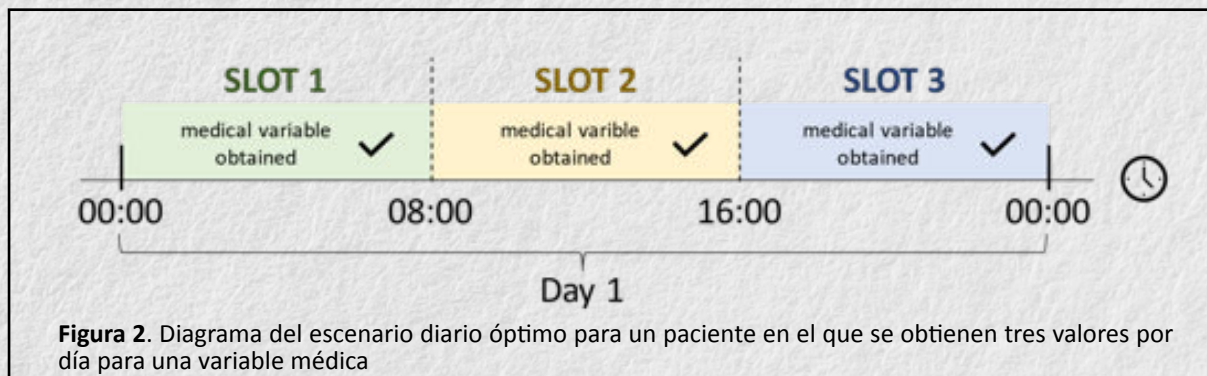 SLOT 1 SLOT 2 SLOT 3
medical variable obtained
medical varible obtained
medical variable obtained
00:00 08:00 16:00 00:00
Day 1
Figura 2. Diagrama del escenario diario óptimo para un paciente en el que se obtienen tres valores por
día para una variable médica